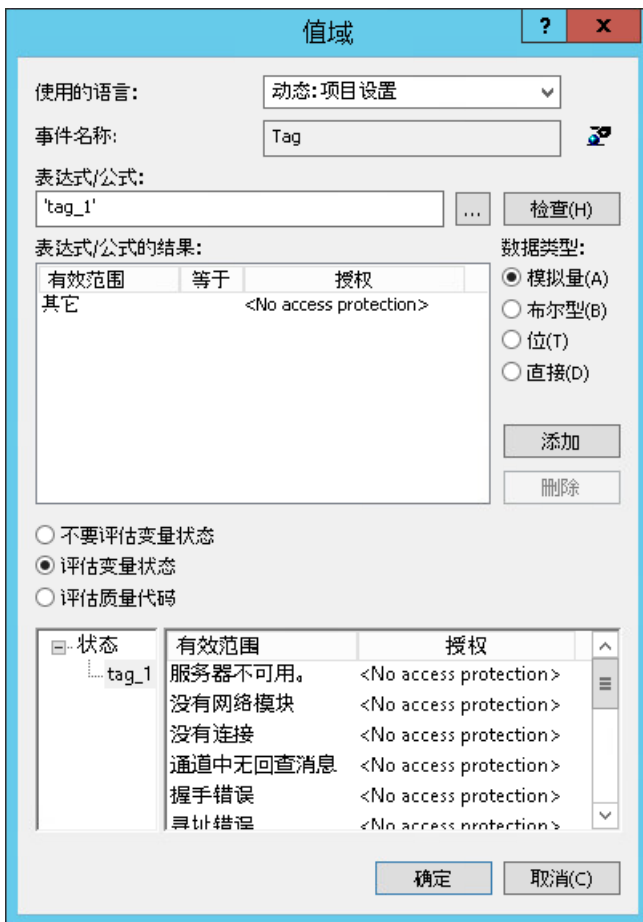 值域
?
x
使用的语言:
动态:项目设置
事件名称:
Tag
表达式/公式:
'tag_1'
...
检查(H)
表达式/公式的结果:
数据类型:
有效范围 等于 授权
其它 <No access protection>
模拟量(A)
布尔型(B)
位(T)
直接(D)
添加
删除
不要评估变量状态
评估变量状态
评估质量代码
状态
tag_1
有效范围 授权
服务器不可用。 <No access protection>
没有网络模块 <No access protection>
没有连接 <No access protection>
通道中无回查消息 <No access protection>
握手错误 <No access protection>
寻址错误 <No access protection>
确定
取消(C)